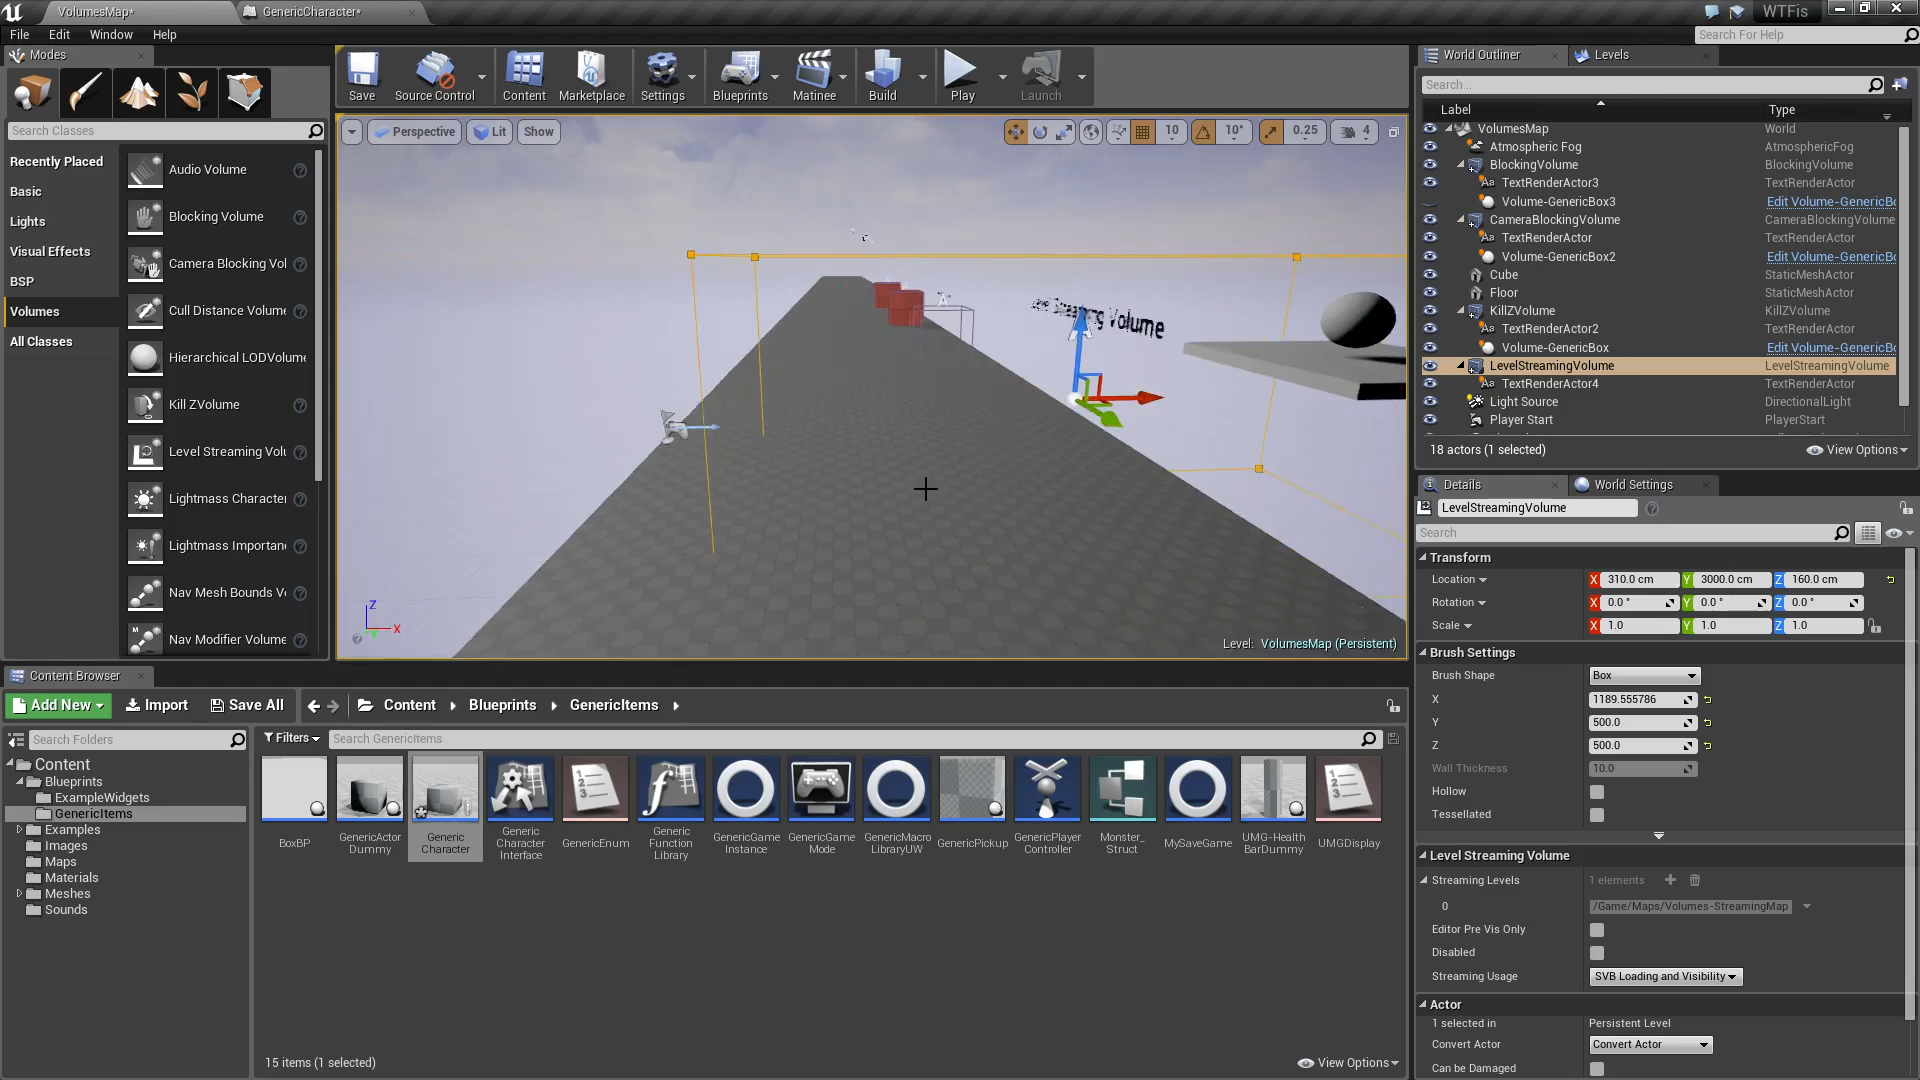 VolumesMap*
GenericCharacter*
WTFis
File Edit Window Help
Search For Help
Modes
Search Classes
Recently Placed
Basic
Lights
Visual Effects
BSP
Volumes
All Classes
Audio Volume
Blocking Volume
Camera Blocking Vol
Cull Distance Volume
Hierarchical LODVolume
Kill ZVolume
Level Streaming Volu
Lightmass Character
Lightmass Importan
Nav Mesh Bounds Vo
Nav Modifier Volume
Save Source Control Content Marketplace Settings Blueprints Matinee Build Play Launch
Perspective Lit Show
10 10° 0.25 4
Streaming Volume
Z
X
Level: VolumesMap (Persistent)
World Outliner Levels
Search...
Label Type
VolumesMap World
Atmospheric Fog AtmosphericFog
BlockingVolume BlockingVolume
Aa TextRenderActor3 TextRenderActor
Volume-GenericBox3 Edit Volume-GenericBo
CameraBlockingVolume CameraBlockingVolume
Aa TextRenderActor TextRenderActor
Volume-GenericBox2 Edit Volume-GenericBo
Cube StaticMeshActor
Floor StaticMeshActor
KillZVolume KillZVolume
Aa TextRenderActor2 TextRenderActor
Volume-GenericBox Edit Volume-GenericBo
LevelStreamingVolume LevelStreamingVolume
Aa TextRenderActor4 TextRenderActor
Light Source DirectionalLight
Player Start PlayerStart
18 actors (1 selected) View Options
Details World Settings
LevelStreamingVolume
Search
Transform
Location X 310.0 cm Y 3000.0 cm Z 160.0 cm
Rotation X 0.0 ° Y 0.0 ° Z 0.0 °
Scale X 1.0 Y 1.0 Z 1.0
Brush Settings
Brush Shape Box
X 1189.555786
Y 500.0
Z 500.0
Wall Thickness 10.0
Hollow
Tessellated
Level Streaming Volume
Streaming Levels 1 elements
0 /Game/Maps/Volumes-StreamingMap
Editor Pre Vis Only
Disabled
Streaming Usage SVB Loading and Visibility
Actor
1 selected in Persistent Level
Convert Actor Convert Actor
Can be Damaged
Content Browser
Add New Import Save All Content Blueprints GenericItems
Search Folders
Filters Search GenericItems
Content
Blueprints
ExampleWidgets
GenericItems
Examples
Images
Maps
Materials
Meshes
Sounds
BoxBP
GenericActor
Dummy
Generic
Character
Generic
Character
Interface
GenericEnum
Generic
Function
Library
GenericGame
Instance
GenericGame
Mode
GenericMacro
LibraryUW
GenericPickup
GenericPlayer
Controller
Monster_
Struct
MySaveGame
UMG-Health
BarDummy
UMGDisplay
15 items (1 selected) View Options